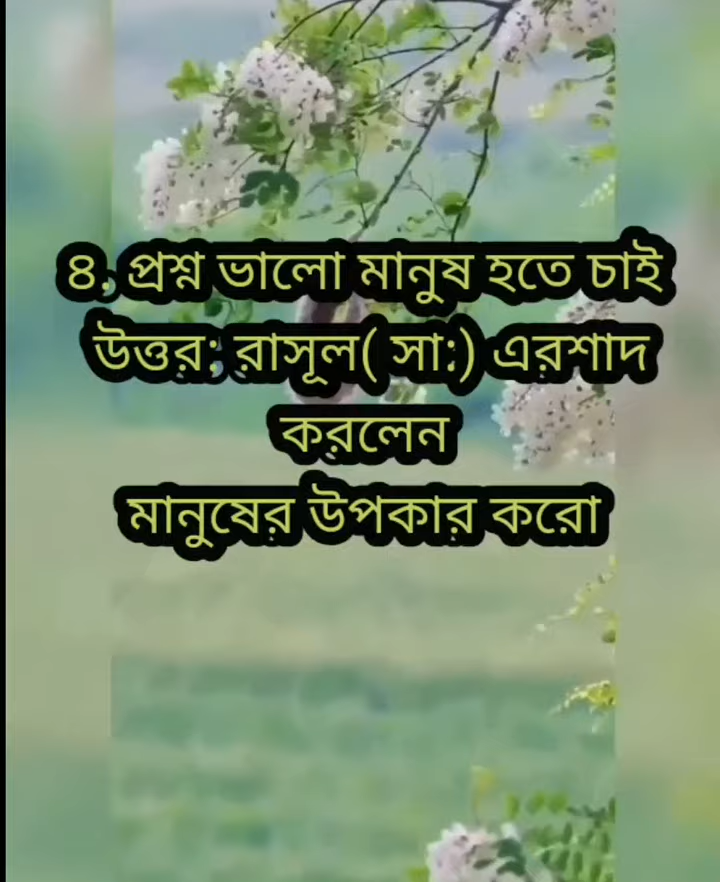 ৪. প্রশ্ন ভালো মানুষ হতে চাই
উত্তর: রাসূল( সা:) এরশাদ
করলেন
মানুষের উপকার করো